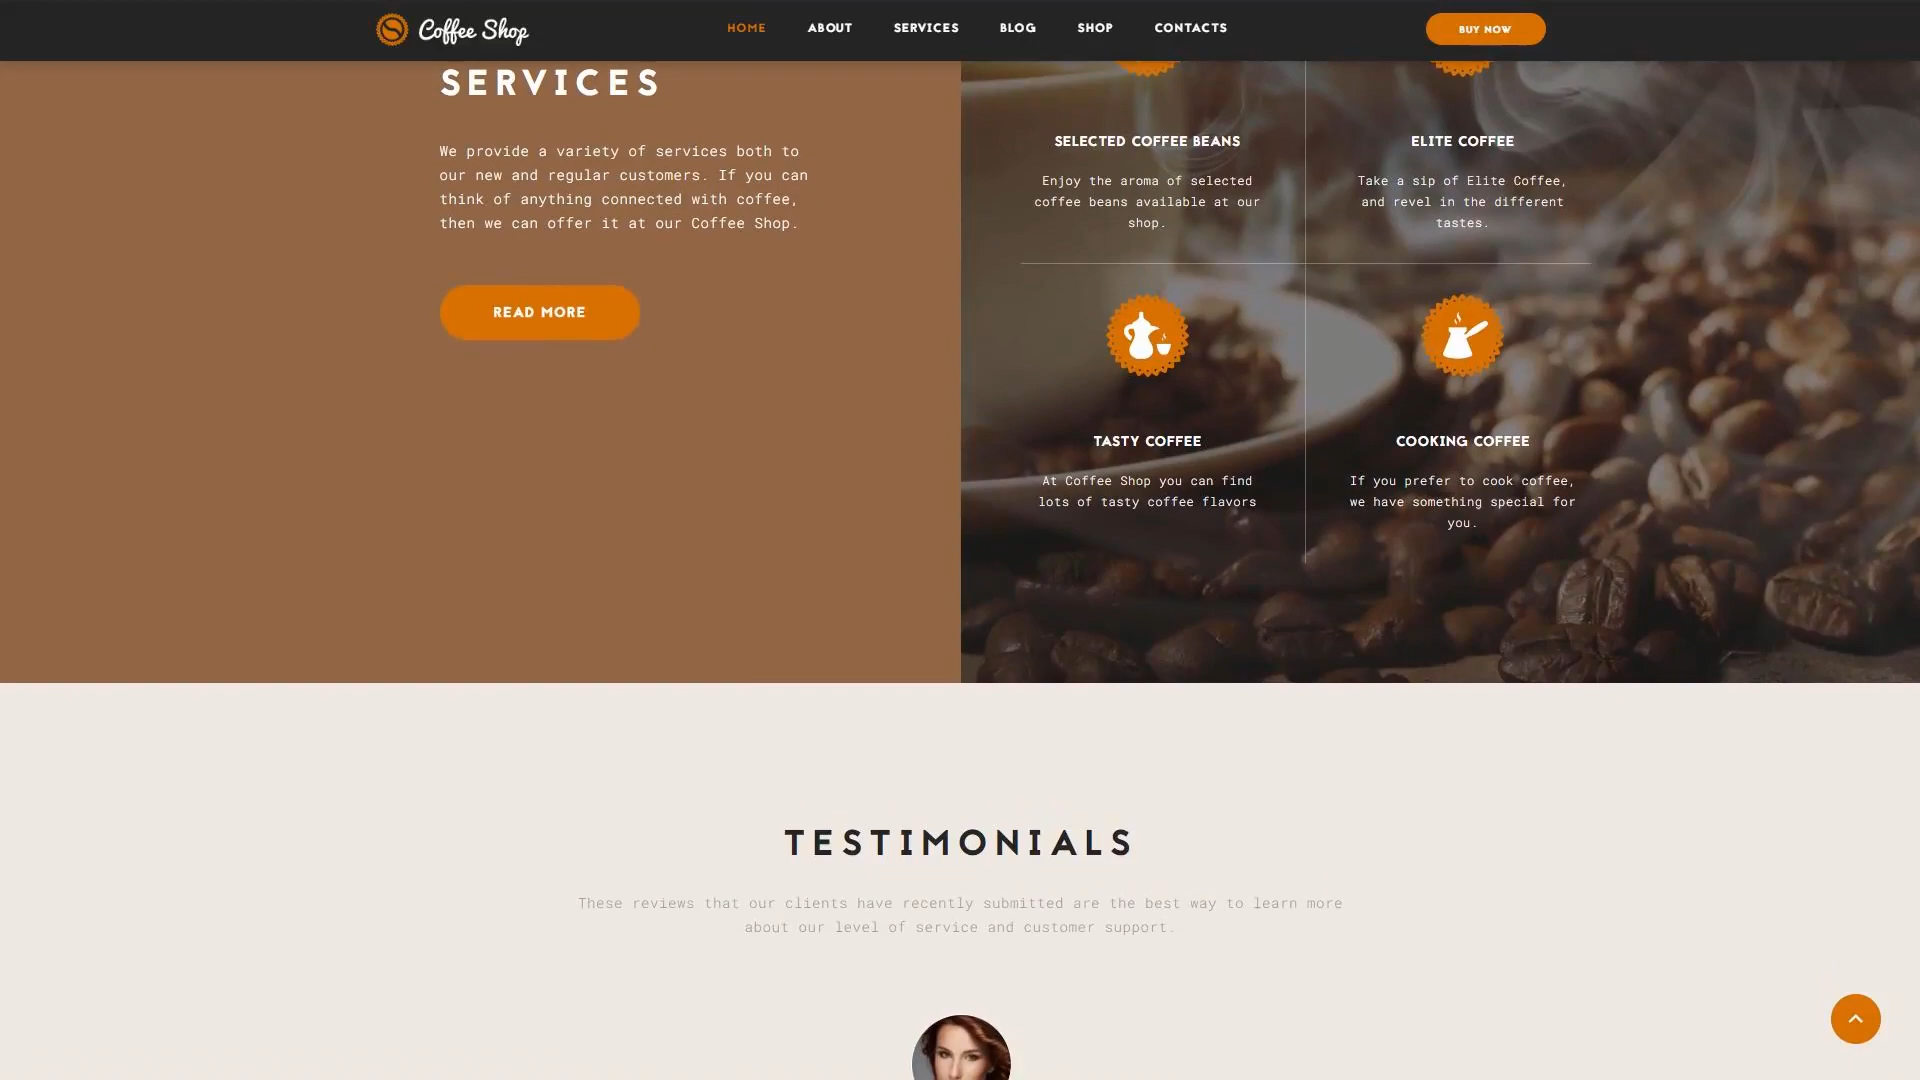 Coffee Shop
HOME ABOUT SERVICES BLOG SHOP CONTACTS
BUY NOW
SERVICES
We provide a variety of services both to
our new and regular customers. If you can
think of anything connected with coffee,
then we can offer it at our Coffee Shop.
READ MORE
SELECTED COFFEE BEANS
Enjoy the aroma of selected
coffee beans available at our
shop.
ELITE COFFEE
Take a sip of Elite Coffee,
and revel in the different
tastes.
TASTY COFFEE
At Coffee Shop you can find
lots of tasty coffee flavors
COOKING COFFEE
If you prefer to cook coffee,
we have something special for
you.
TESTIMONIALS
These reviews that our clients have recently submitted are the best way to learn more
about our level of service and customer support.